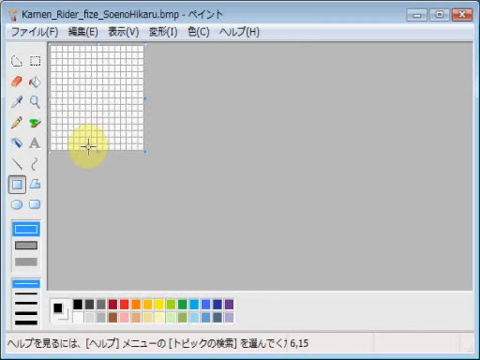 Kamen_Rider_fize_SoenoHikaru.bmp - ペイント
ファイル(F) 編集(E) 表示(V) 変形(I) 色(C) ヘルプ(H)
A
ヘルプを見るには、[ヘルプ] メニューの [トピックの検索] を選んでく 6,15